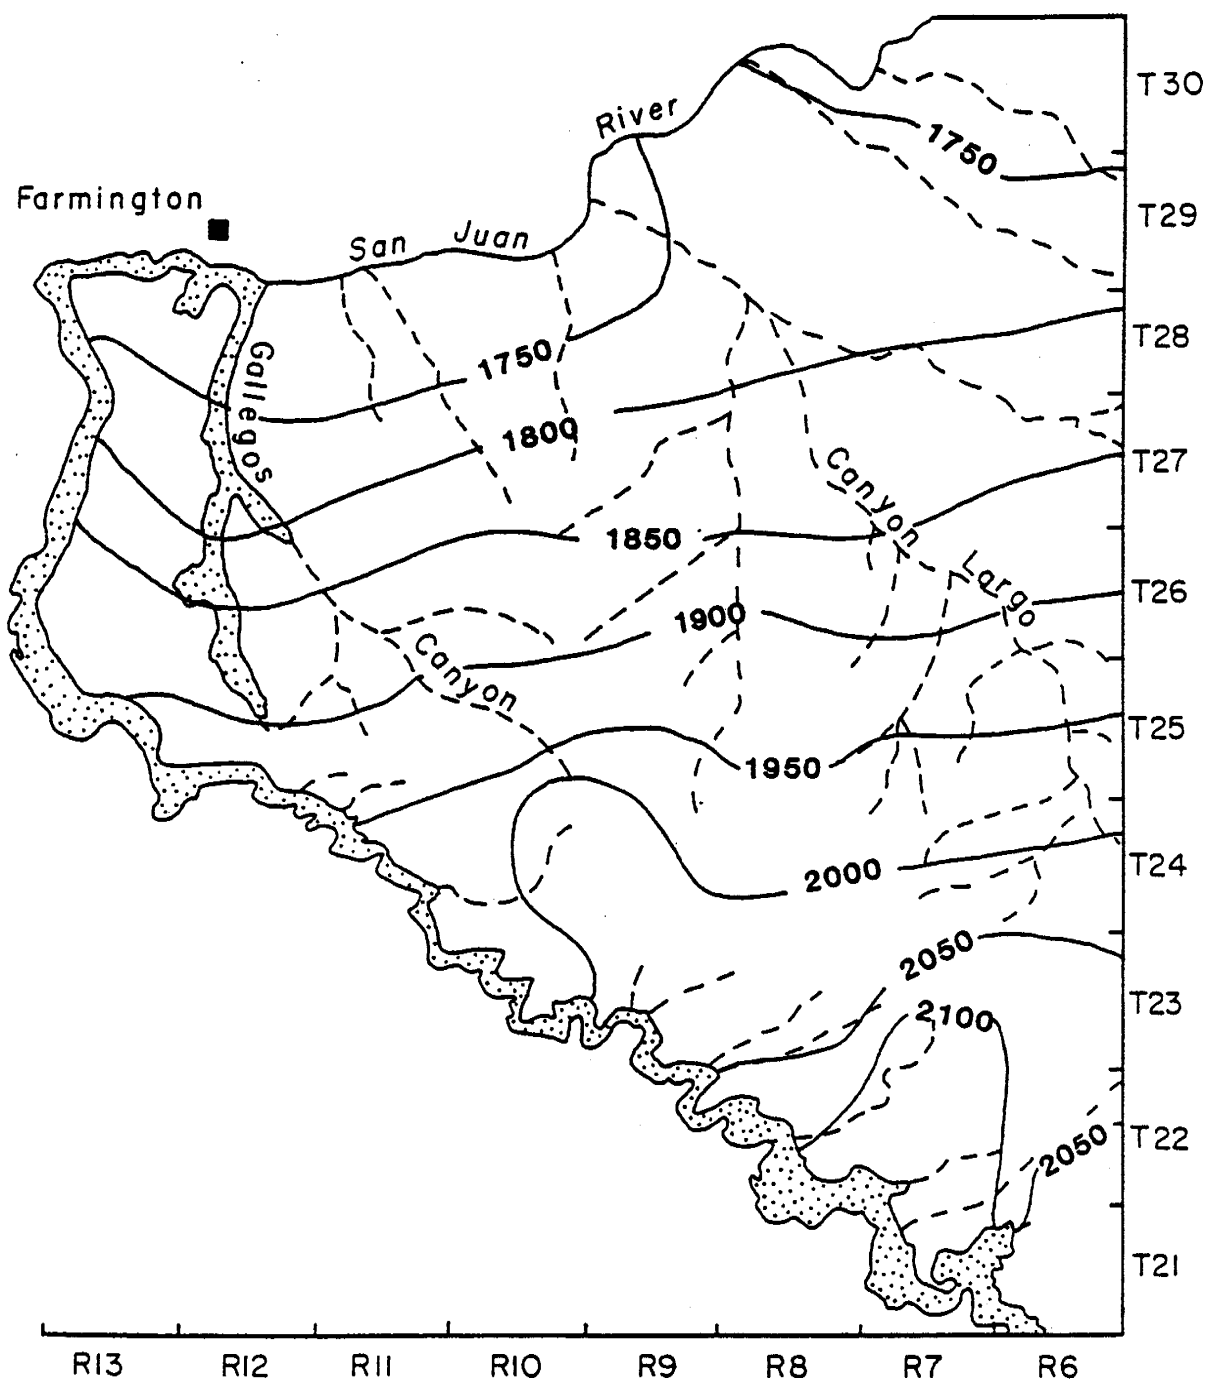 T30
River
1750
Farmington
T29
San Juan
T28
Gallegos
1750
1800
T27
Canyon
1850
Largo
T26
1900
Canyon
T25
1950
T24
2000
2050
T23
2100
T22
2050
T21
R13 R12 R11 R10 R9 R8 R7 R6